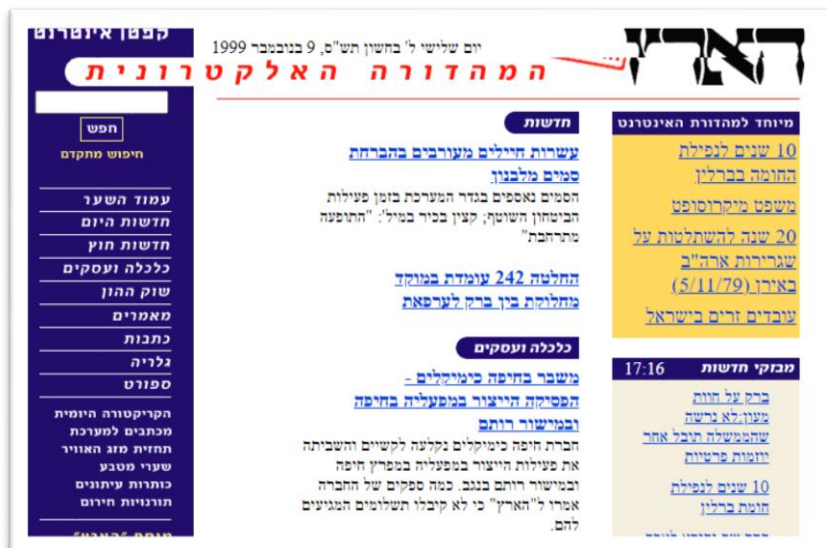 הארץ
יום שלישי ל' בחשון תש"ס, 9 בנובמבר 1999
המהדורה האלקטרונית
מיוחד למהדורת האינטרנט
10 שנים לנפילת
החומה בברלין
משפט מיקרוסופט
20 שנה להשתלטות על
שגרירות ארה"ב
באירן (5/11/79)
עובדים זרים בישראל
מבזקי חדשות 17:16
ברק על חוות
מעון:לא נרשה
שהממשלה תובל אחר
יוזמות פרטיות
10 שנים לנפילת
חומת ברלין
חדשות
עשרות חיילים מעורבים בהברחת
סמים מלבנון
הסמים נאספים בגדר המערכת בזמן פעילות
הביטחון השוטף; קצין בכיר במיל': "התופעה
מתרחבת"
החלטה 242 עומדת במוקד
מחלוקת בין ברק לערפאת
כלכלה ועסקים
משבר בחיפה כימיקלים -
הפסיקה הייצור במפעליה בחיפה
ובמישור רותם
חברת חיפה כימיקלים נקלעה לקשיים והשביתה
את פעילות הייצור במפעליה במפרץ חיפה
ובמישור רותם בנגב. כמה ספקים של החברה
אמרו ל"הארץ" כי לא קיבלו תשלומים המגיעים
להם.
קפטן אינטרנט
חפש
חיפוש מתקדם
עמוד השער
חדשות היום
חדשות חוץ
כלכלה ועסקים
שוק ההון
מאמרים
כתבות
גלריה
ספורט
הקריקטורה היומית
מכתבים למערכת
תחזית מזג האוויר
שערי מטבע
כותרות עיתונים
תורנויות חירום
מוסף "הארץ"